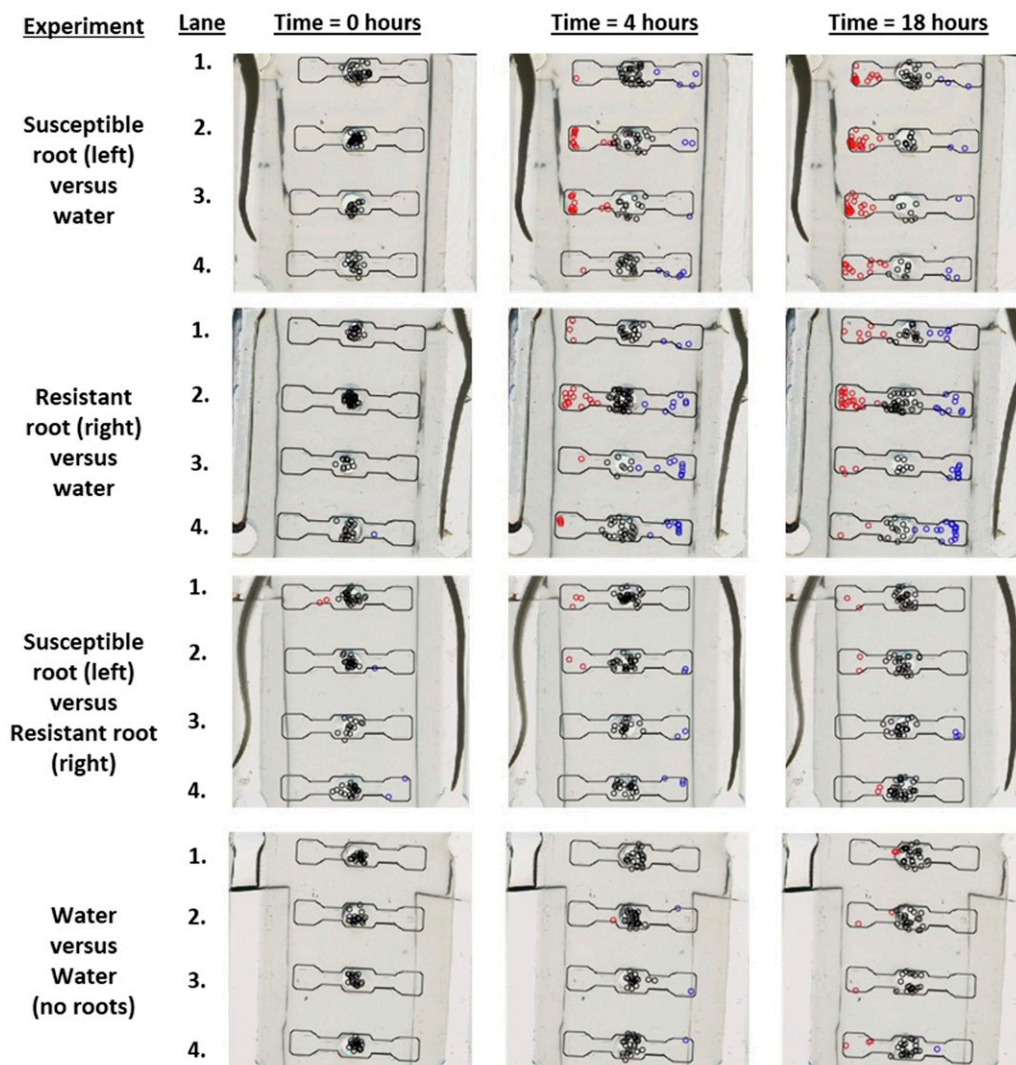 Experiment Lane Time = 0 hours Time = 4 hours Time = 18 hours
Susceptible
root (left)
versus
water
1.
2.
3.
4.
Resistant
root (right)
versus
water
1.
2.
3.
4.
Susceptible
root (left)
versus
Resistant root
(right)
1.
2.
3.
4.
Water
versus
Water
(no roots)
1.
2.
3.
4.